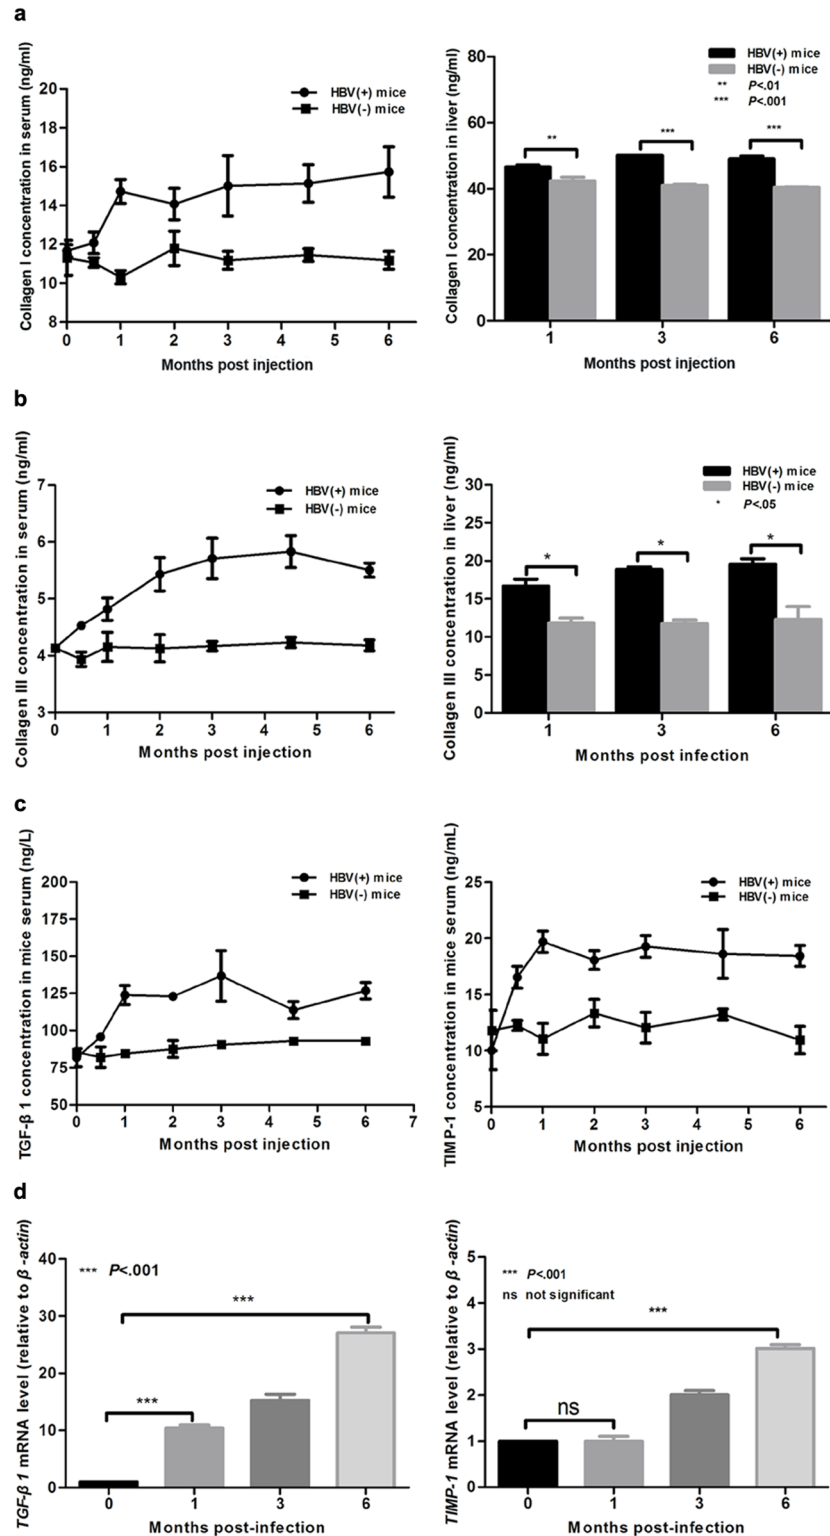 a
Collagen I concentration in serum (ng/ml)
20
18
16
14
12
10
8
0 1 2 3 4 5 6
Months post injection
HBV(+) mice
HBV(-) mice
Collagen I concentration in liver (ng/ml)
80
60
40
20
0
1 3 6
Months post injection
HBV(+) mice
HBV(-) mice
** P<.01
*** P<.001
**
***
***
b
Collagen III concentration in serum (ng/ml)
7
6
5
4
3
0 1 2 3 4 5 6
Months post injection
HBV(+) mice
HBV(-) mice
Collagen III concentration in liver (ng/ml)
30
25
20
15
10
5
0
1 3 6
Months post infection
HBV(+) mice
HBV(-) mice
* P<.05
*
*
*
c
TGF-β 1 concentration in mice serum (ng/L)
200
175
150
125
100
75
50
0 1 2 3 4 5 6 7
Months post injection
HBV(+) mice
HBV(-) mice
TIMP-1 concentration in mice serum (ng/mL)
25
20
15
10
5
0 1 2 3 4 5 6
Months post injection
HBV(+) mice
HBV(-) mice
d
TGF-β 1 mRNA level (relative to β -actin)
40
30
20
10
0
0 1 3 6
Months post-infection
*** P<.001
***
***
TIMP-1 mRNA level (relative to β -actin)
5
4
3
2
1
0
0 1 3 6
Months post-infection
*** P<.001
ns not significant
***
ns